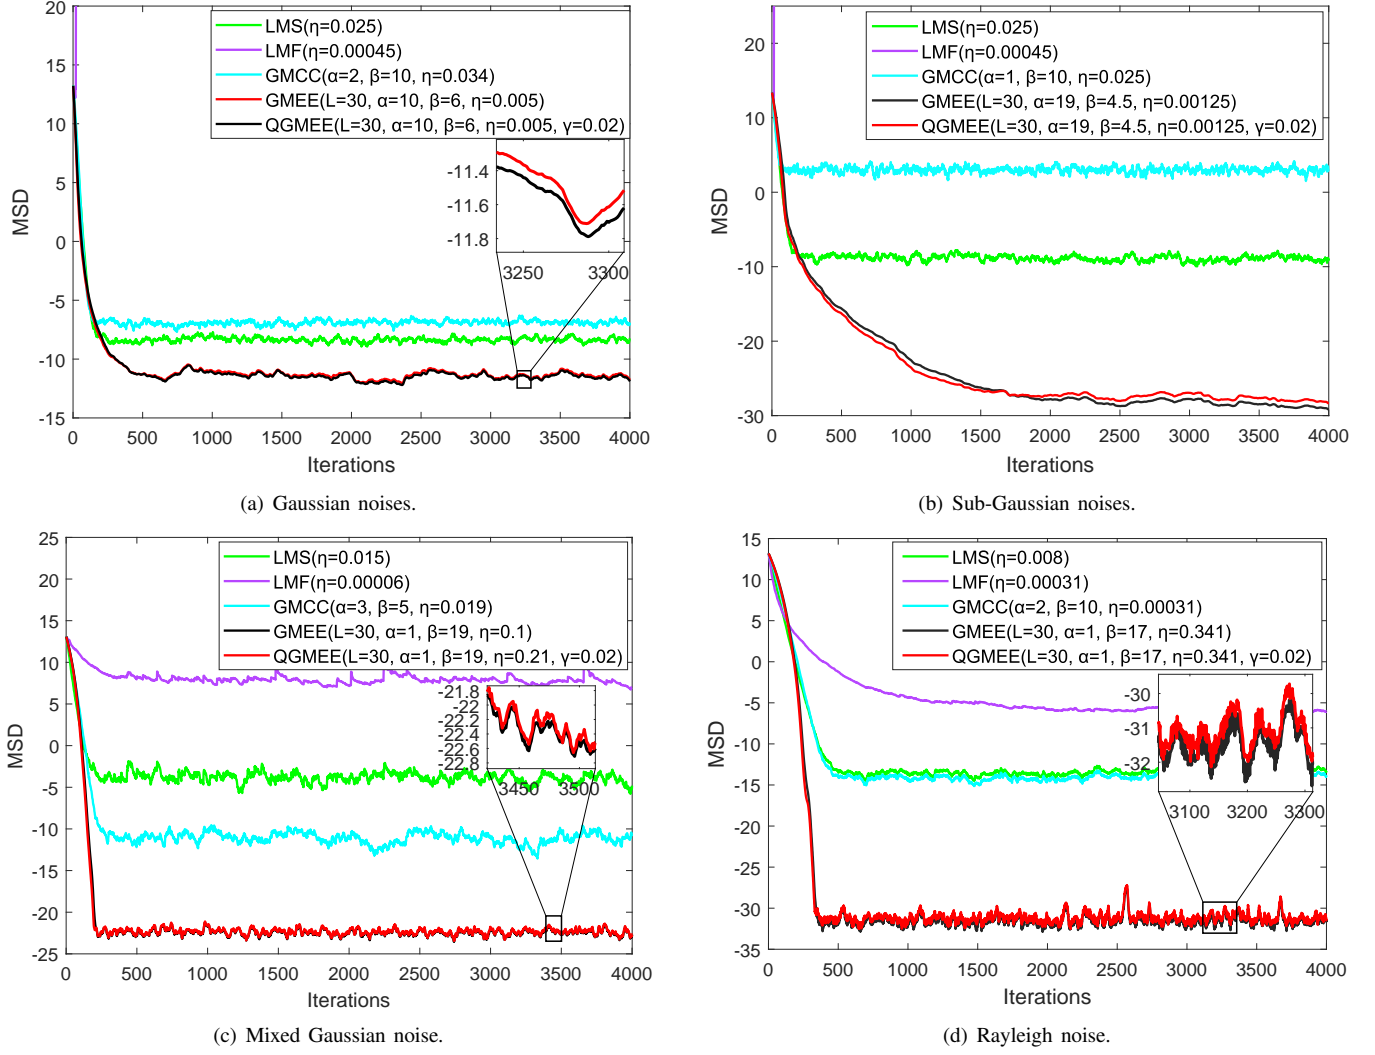 20
15
10
5
0
-5
-10
-15
MSD
LMS(η=0.025)
LMF(η=0.00045)
GMCC(α=2, β=10, η=0.034)
GMEE(L=30, α=10, β=6, η=0.005)
QGMEE(L=30, α=10, β=6, η=0.005, γ=0.02)
-11.4
-11.6
-11.8
3250 3300
0 500 1000 1500 2000 2500 3000 3500 4000
Iterations
(a) Gaussian noises.
20
10
0
-10
-20
-30
MSD
LMS(η=0.025)
LMF(η=0.00045)
GMCC(α=1, β=10, η=0.025)
GMEE(L=30, α=19, β=4.5, η=0.00125)
QGMEE(L=30, α=19, β=4.5, η=0.00125, γ=0.02)
0 500 1000 1500 2000 2500 3000 3500 4000
Iterations
(b) Sub-Gaussian noises.
25
20
15
10
5
0
-5
-10
-15
-20
-25
MSD
LMS(η=0.015)
LMF(η=0.00006)
GMCC(α=3, β=5, η=0.019)
GMEE(L=30, α=1, β=19, η=0.1)
QGMEE(L=30, α=1, β=19, η=0.21, γ=0.02)
-21.8
-22
-22.2
-22.4
-22.6
-22.8
3450 3500
0 500 1000 1500 2000 2500 3000 3500 4000
Iterations
(c) Mixed Gaussian noise.
15
10
5
0
-5
-10
-15
-20
-25
-30
-35
MSD
LMS(η=0.008)
LMF(η=0.00031)
GMCC(α=2, β=10, η=0.00031)
GMEE(L=30, α=1, β=17, η=0.341)
QGMEE(L=30, α=1, β=17, η=0.341, γ=0.02)
-30
-31
-32
3100 3200 3300
0 500 1000 1500 2000 2500 3000 3500 4000
Iterations
(d) Rayleigh noise.